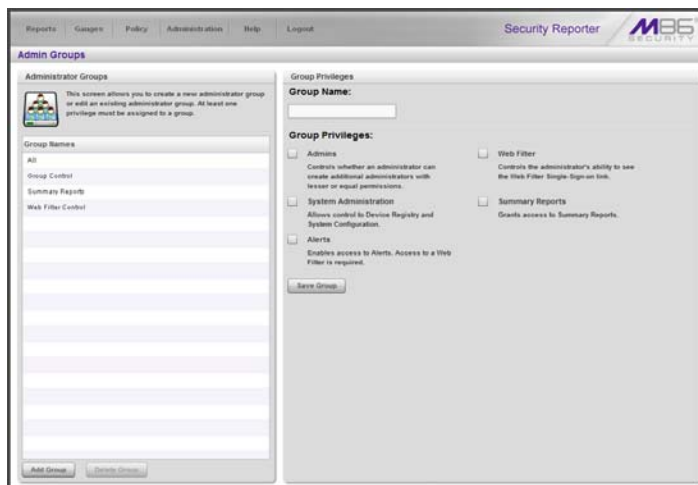 Reports Gauges Policy Administration Help Logout
Security Reporter
M86
SECURITY
Admin Groups
Administrator Groups
This screen allows you to create a new administrator group
or edit an existing administrator group. At least one
privilege must be assigned to a group.
Group Names
All
Group Control
Summary Reports
Web Filter Control
Add Group
Delete Group
Group Privileges
Group Name:
Group Privileges:
Admins
Controls whether an administrator can
create additional administrators with
lesser or equal permissions.
Web Filter
Controls the administrator's ability to see
the Web Filter Single-Sign-on link.
System Administration
Allows control to Device Registry and
System Configuration.
Summary Reports
Grants access to Summary Reports.
Alerts
Enables access to Alerts. Access to a Web
Filter is required.
Save Group